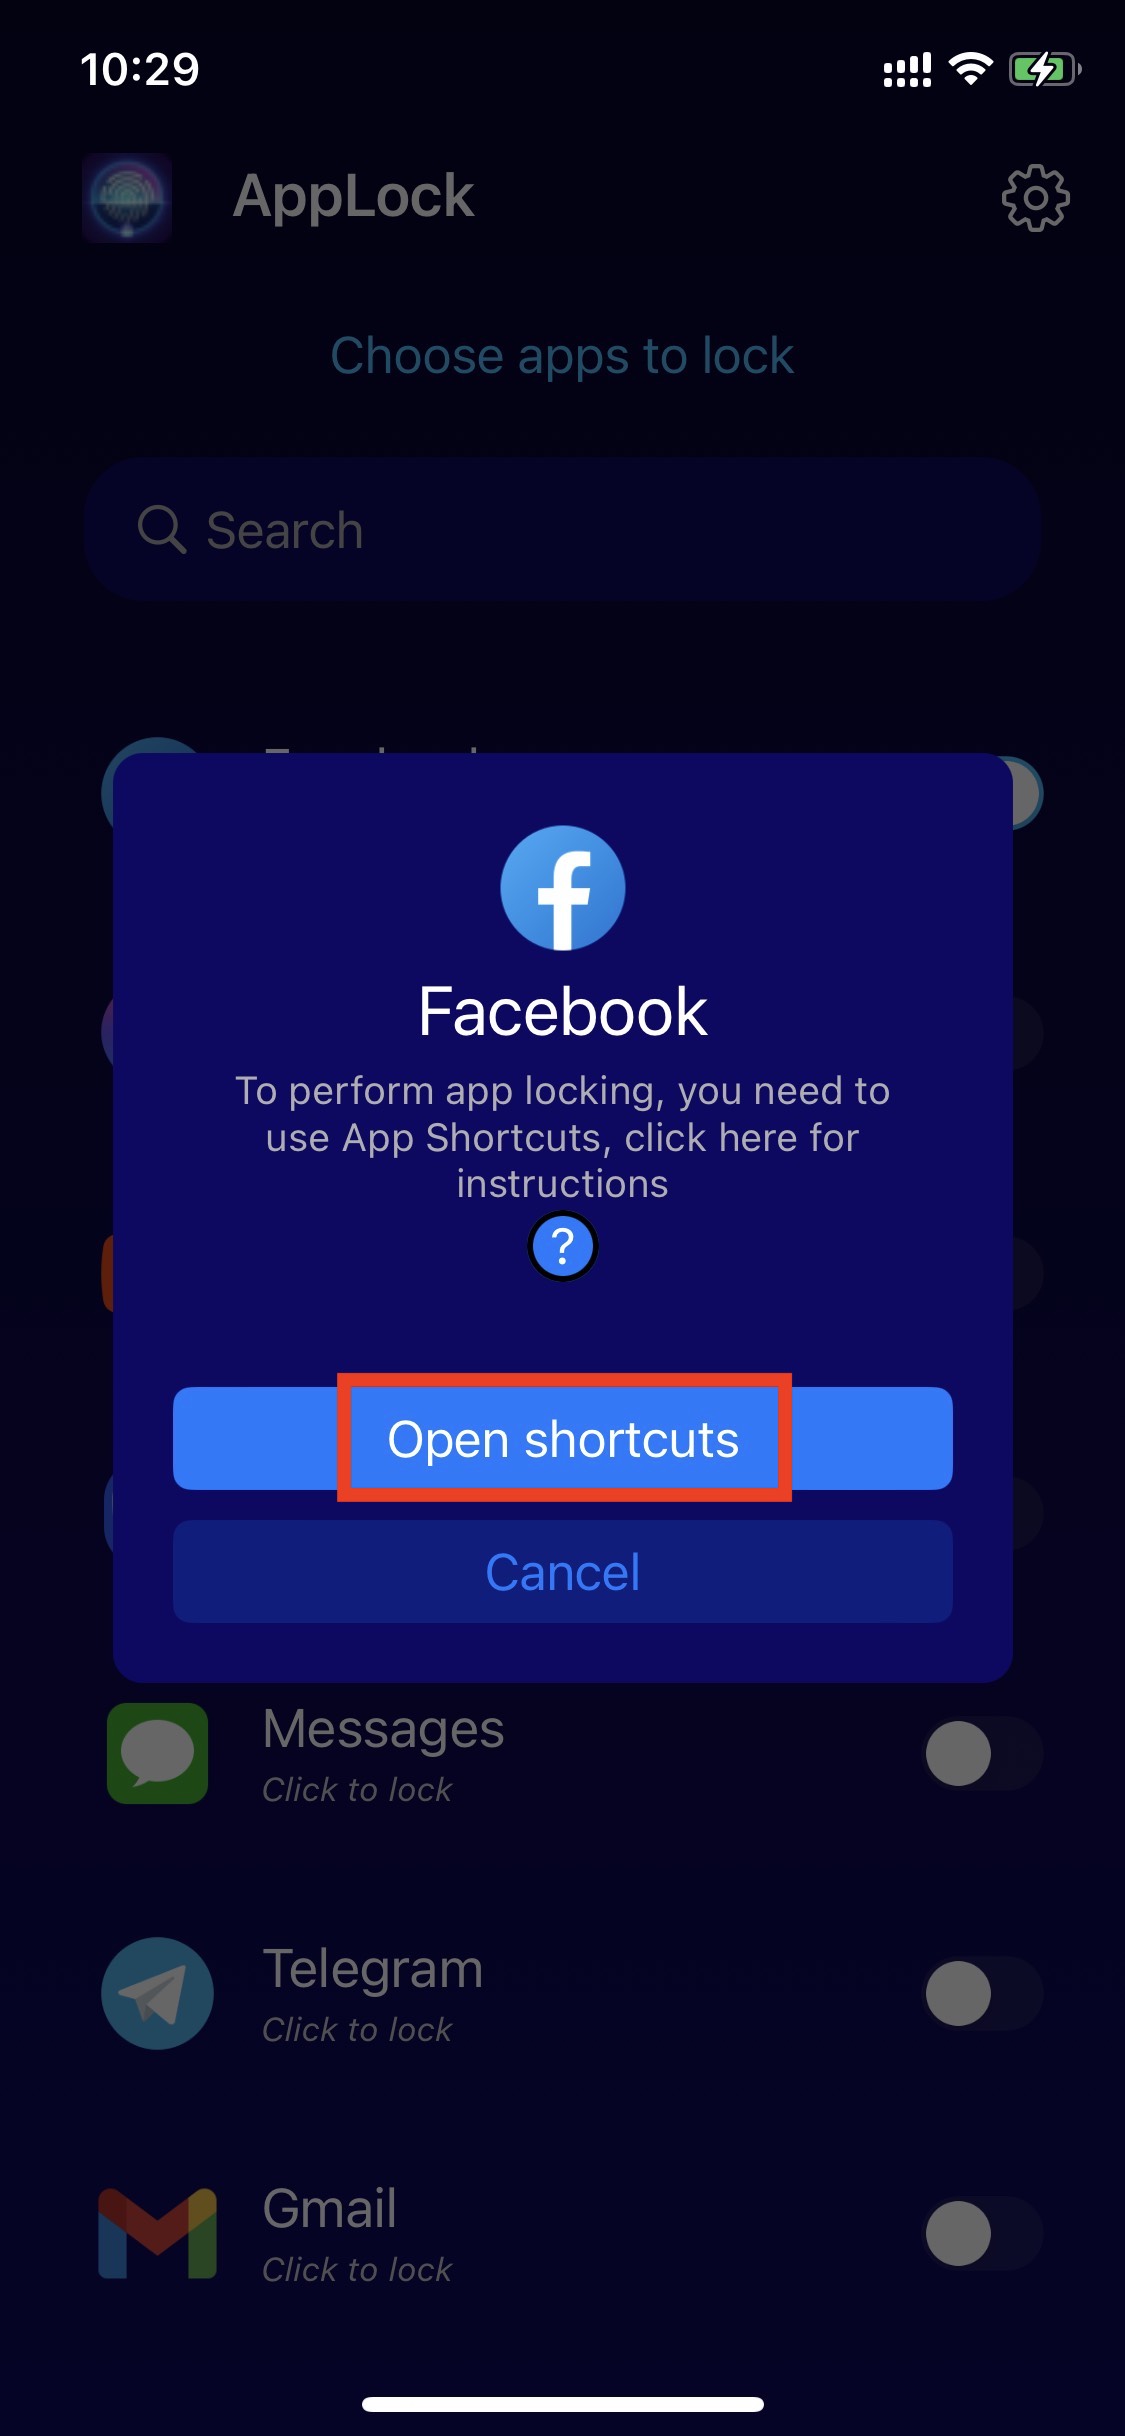 10:29
AppLock
Choose apps to lock
Search
Facebook
To perform app locking, you need to
use App Shortcuts, click here for
instructions
?
Open shortcuts
Cancel
Messages
Click to lock
Telegram
Click to lock
Gmail
Click to lock